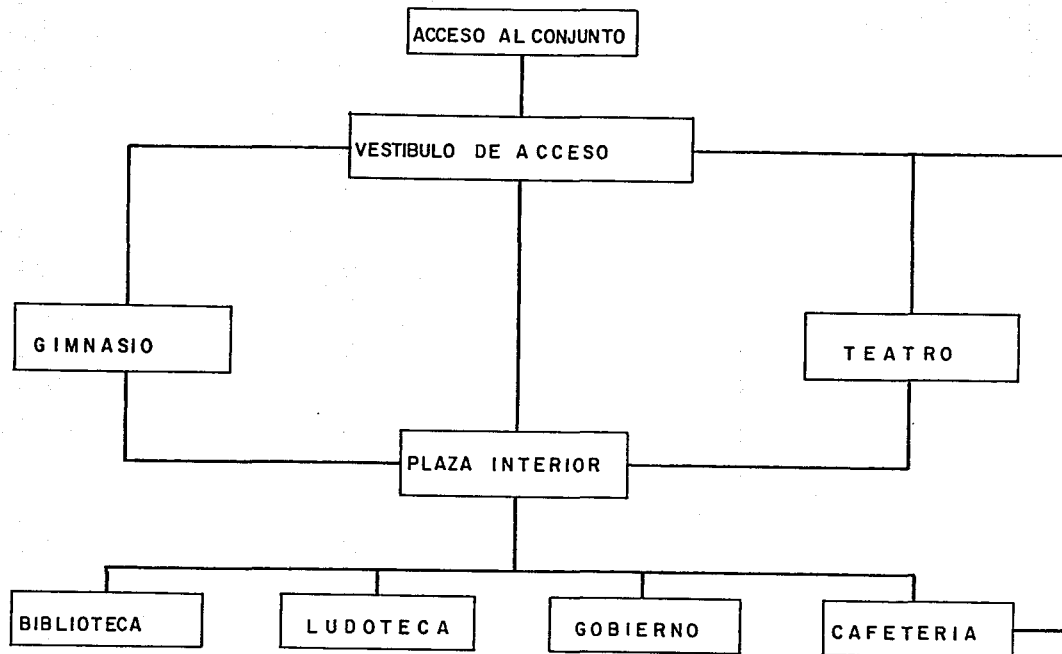 ACCESO AL CONJUNTO
VESTIBULO DE ACCESO
GIMNASIO
TEATRO
PLAZA INTERIOR
BIBLIOTECA
LUDOTECA
GOBIERNO
CAFETERIA